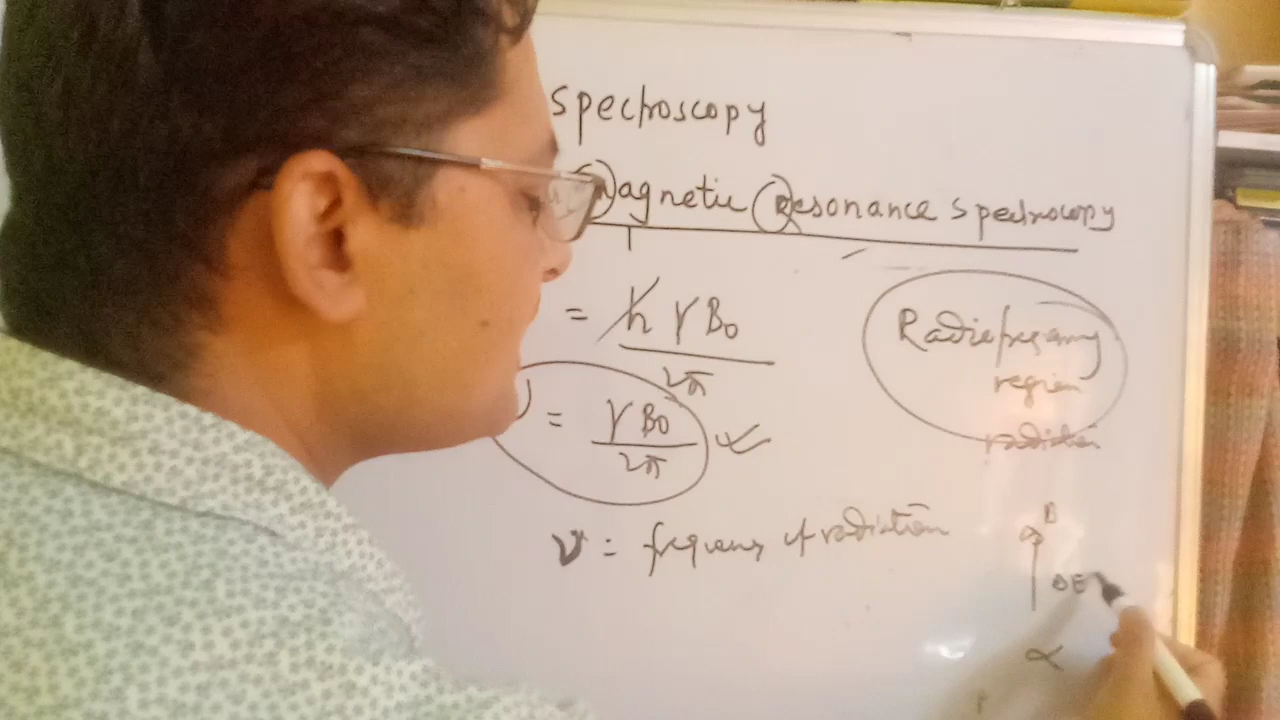 spectroscopy
Magnetic Resonance spectroscopy
= h γ B₀
2π
ν = γ B₀
2π
Radiofrequency
region
radiation
ν = frequency of radiation
β
ΔE
α